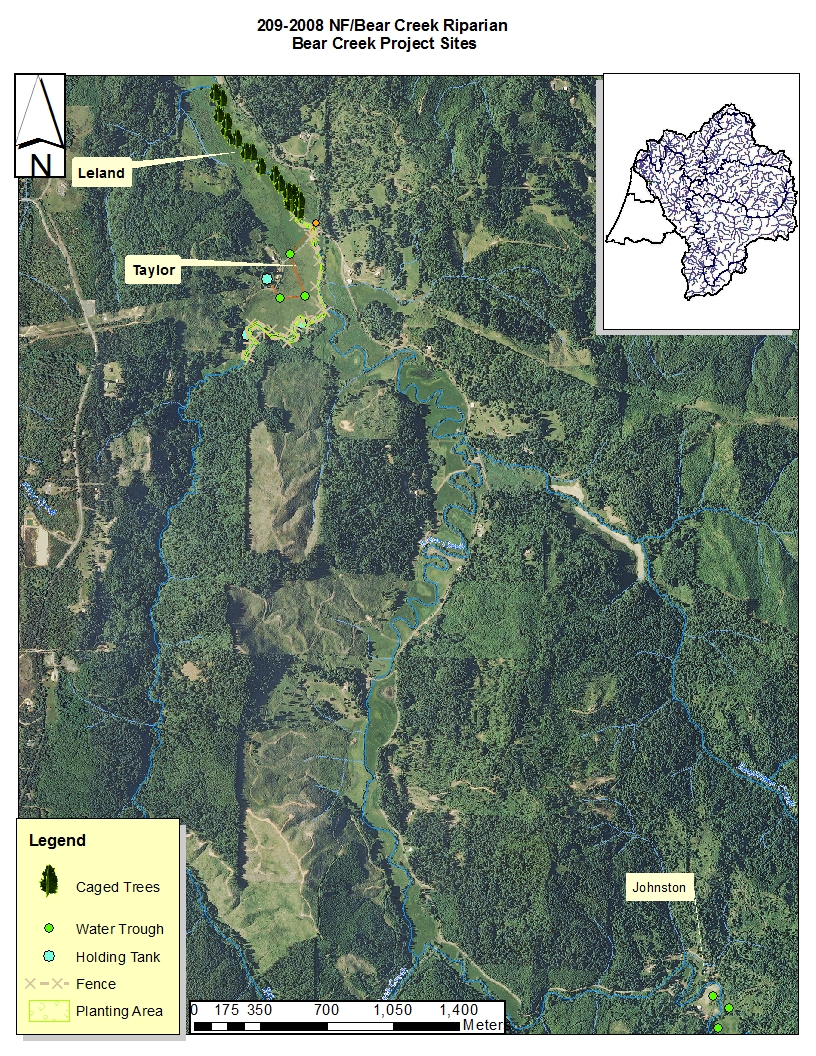 209-2008 NF/Bear Creek Riparian
Bear Creek Project Sites
N
Leland
Taylor
Johnston
Legend
Caged Trees
Water Trough
Holding Tank
Fence
Planting Area
0 175 350 700 1,050 1,400
Meter